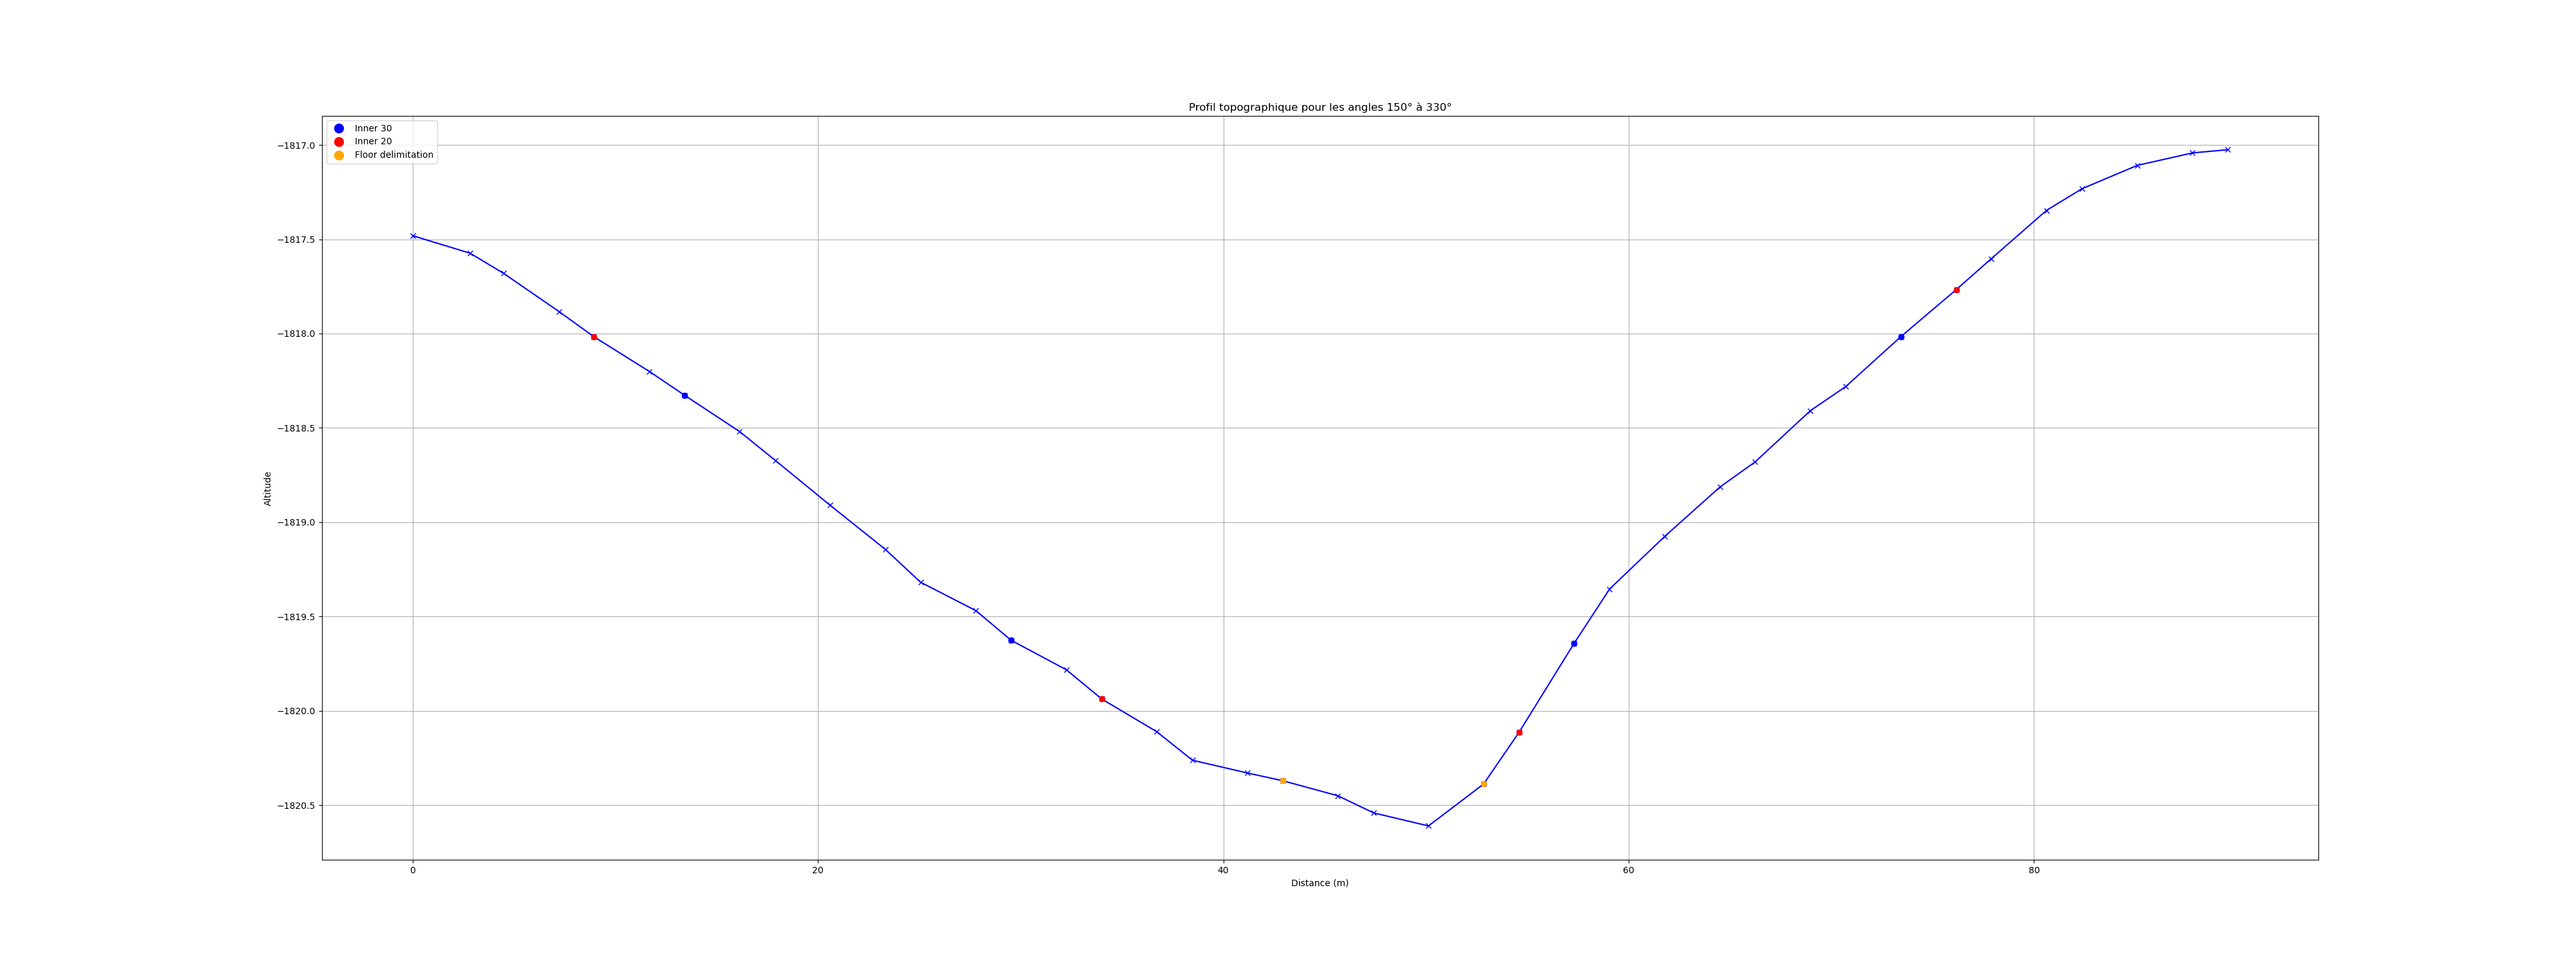 Profil topographique pour les angles 150° à 330°
Inner 30
Inner 20
Floor delimitation
−1817.0
−1817.5
−1818.0
−1818.5
−1819.0
−1819.5
−1820.0
−1820.5
Altitude
0
20
40
60
80
Distance (m)